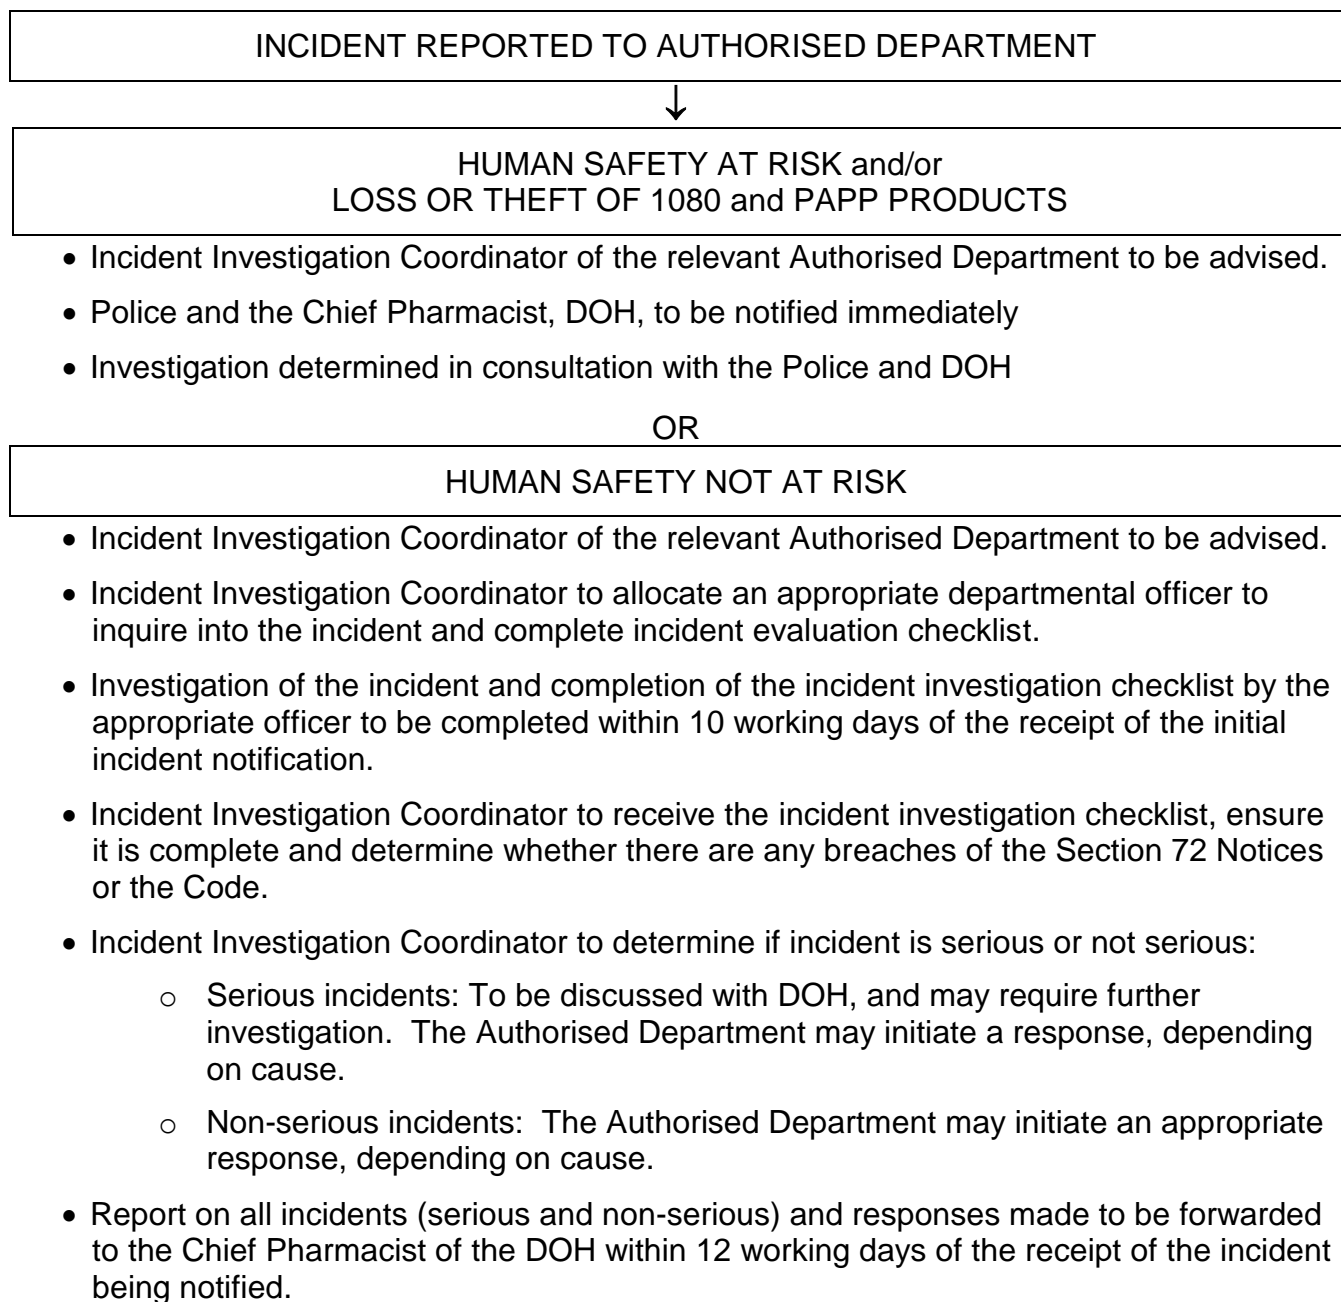 INCIDENT REPORTED TO AUTHORISED DEPARTMENT
↓
HUMAN SAFETY AT RISK and/or
LOSS OR THEFT OF 1080 and PAPP PRODUCTS
• Incident Investigation Coordinator of the relevant Authorised Department to be advised.
• Police and the Chief Pharmacist, DOH, to be notified immediately
• Investigation determined in consultation with the Police and DOH
OR
HUMAN SAFETY NOT AT RISK
• Incident Investigation Coordinator of the relevant Authorised Department to be advised.
• Incident Investigation Coordinator to allocate an appropriate departmental officer to
inquire into the incident and complete incident evaluation checklist.
• Investigation of the incident and completion of the incident investigation checklist by the
appropriate officer to be completed within 10 working days of the receipt of the initial
incident notification.
• Incident Investigation Coordinator to receive the incident investigation checklist, ensure
it is complete and determine whether there are any breaches of the Section 72 Notices
or the Code.
• Incident Investigation Coordinator to determine if incident is serious or not serious:
o Serious incidents: To be discussed with DOH, and may require further
investigation. The Authorised Department may initiate a response, depending
on cause.
o Non-serious incidents: The Authorised Department may initiate an appropriate
response, depending on cause.
• Report on all incidents (serious and non-serious) and responses made to be forwarded
to the Chief Pharmacist of the DOH within 12 working days of the receipt of the incident
being notified.